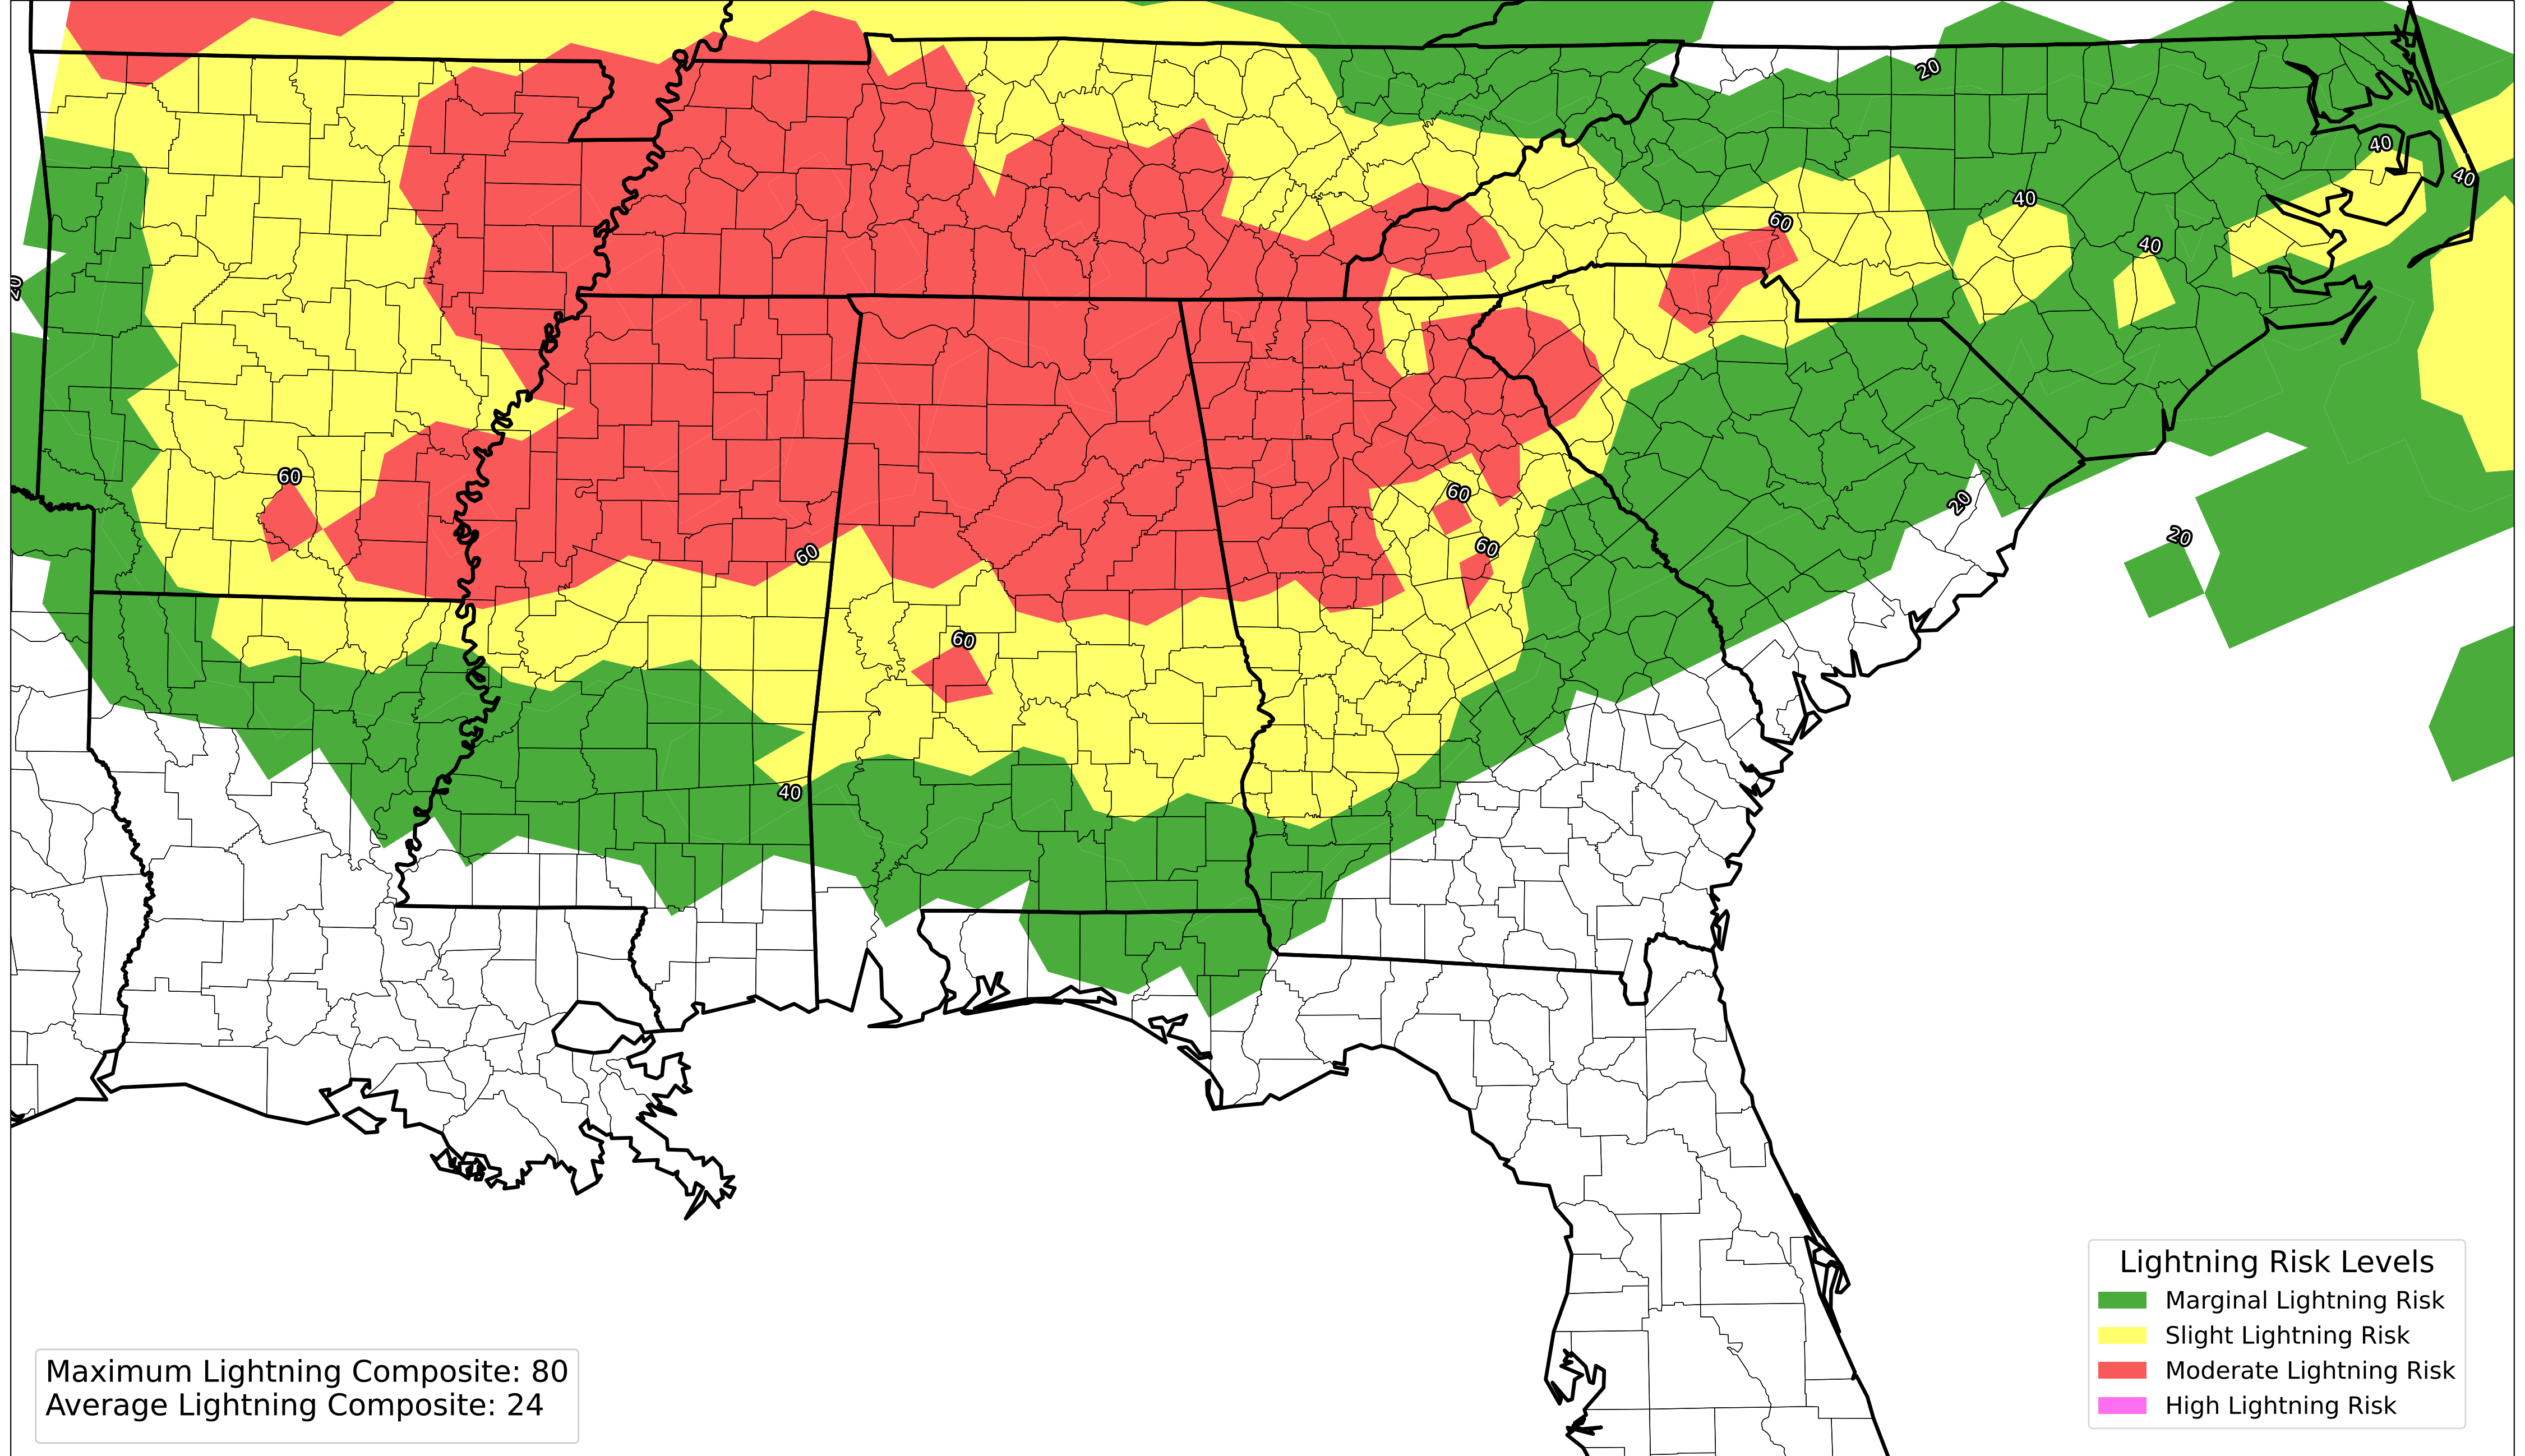 20
40
40
40
60
40
20
60
60
20
60
20
60
60
40
Lightning Risk Levels
Marginal Lightning Risk
Slight Lightning Risk
Moderate Lightning Risk
High Lightning Risk
Maximum Lightning Composite: 80
Average Lightning Composite: 24